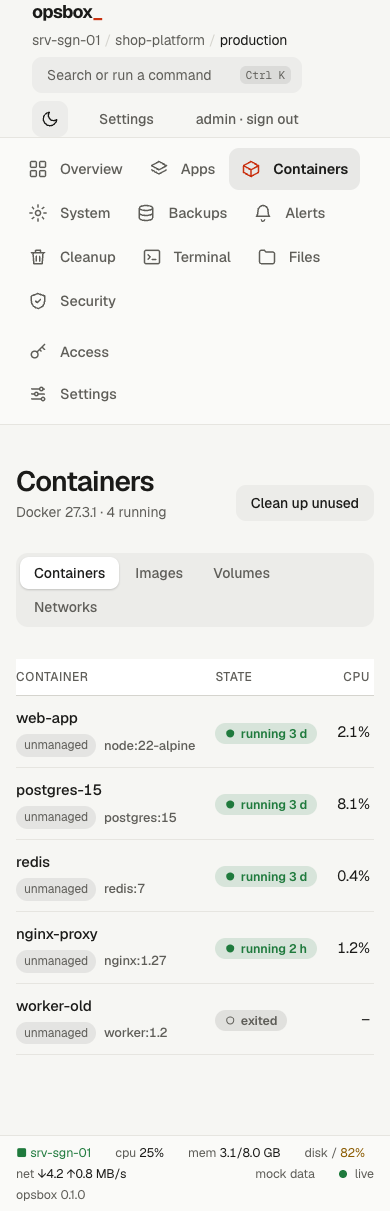 opsbox_
srv-sgn-01 / shop-platform / production
Search or run a command Ctrl K
Settings admin · sign out
Overview Apps Containers
System Backups Alerts
Cleanup Terminal Files
Security
Access
Settings
Containers
Docker 27.3.1 · 4 running
Clean up unused
Containers Images Volumes
Networks
CONTAINER STATE CPU
web-app
unmanaged node:22-alpine running 3 d 2.1%
postgres-15
unmanaged postgres:15 running 3 d 8.1%
redis
unmanaged redis:7 running 3 d 0.4%
nginx-proxy
unmanaged nginx:1.27 running 2 h 1.2%
worker-old
unmanaged worker:1.2 exited –
srv-sgn-01 cpu 25% mem 3.1/8.0 GB disk / 82%
net ↓4.2 ↑0.8 MB/s mock data live
opsbox 0.1.0